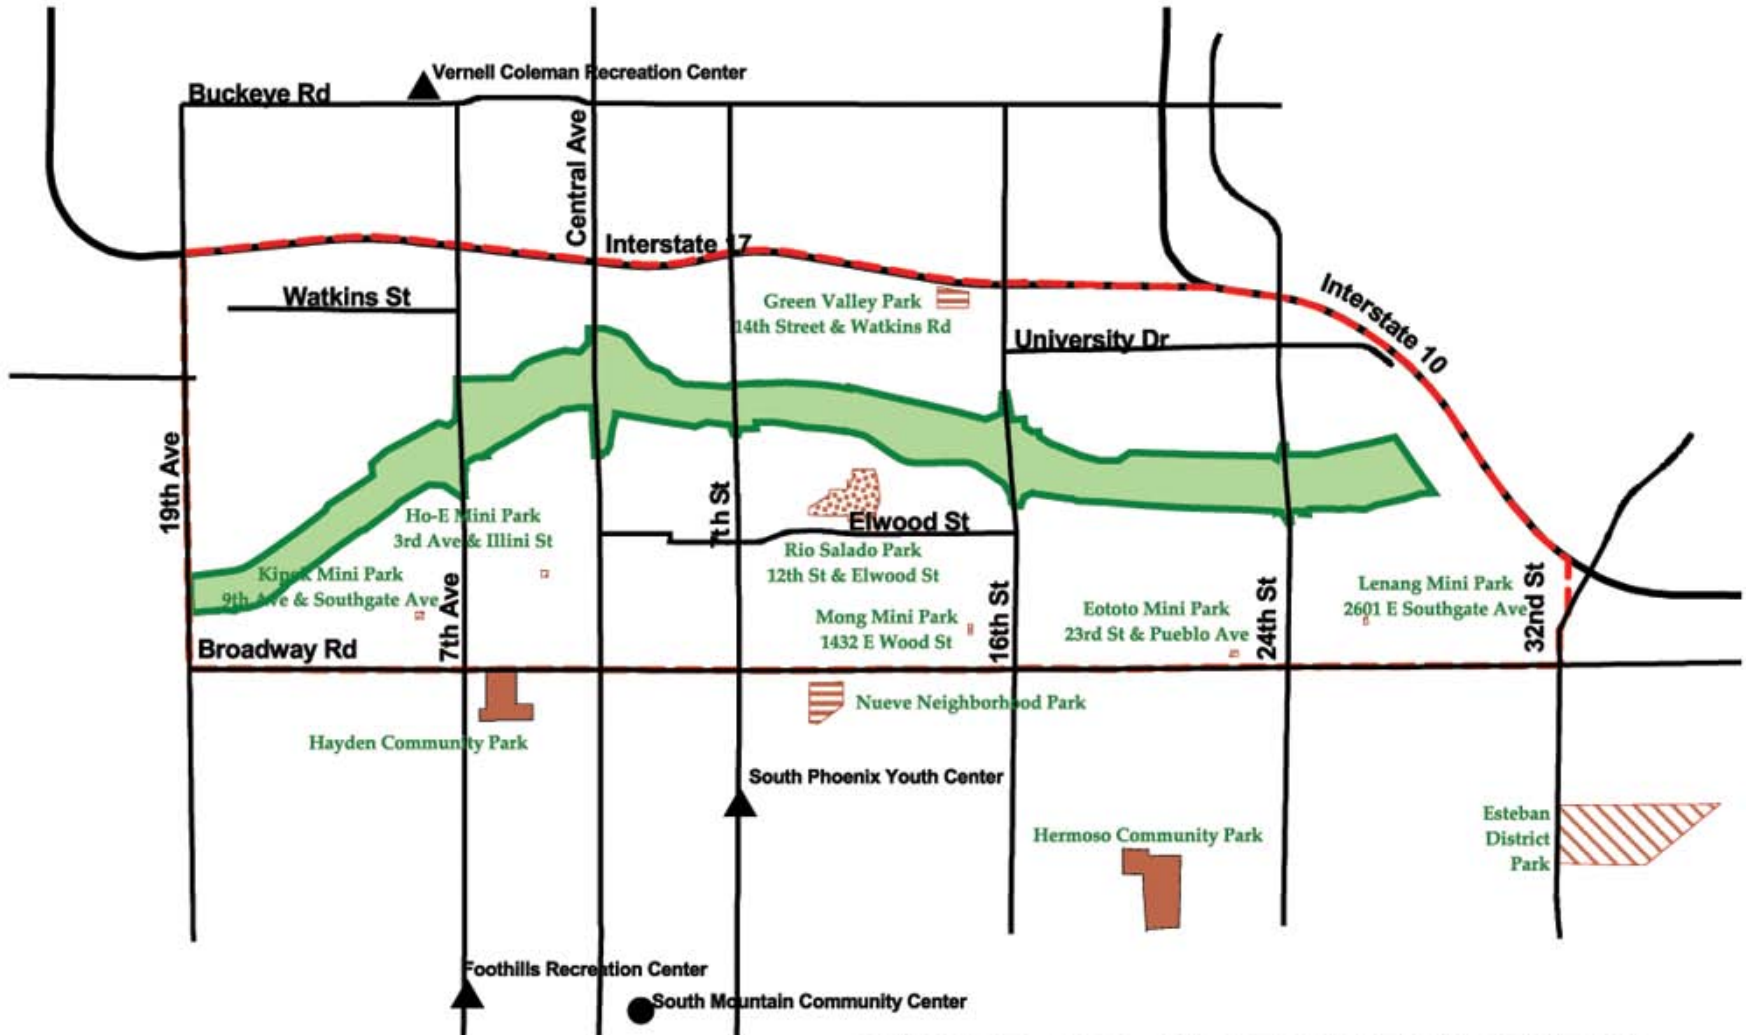 Vernell Coleman Recreation Center
Buckeye Rd
Central Ave
Interstate 17
Watkins St
Green Valley Park
14th Street & Watkins Rd
Interstate 10
University Dr
19th Ave
7th St
Ho-E Mini Park
3rd Ave & Illini St
Elwood St
Rio Salado Park
12th St & Elwood St
Kipok Mini Park
9th Ave & Southgate Ave
7th Ave
Mong Mini Park
1432 E Wood St
16th St
Eototo Mini Park
23rd St & Pueblo Ave
24th St
Lenang Mini Park
2601 E Southgate Ave
32nd St
Broadway Rd
Nueve Neighborhood Park
Hayden Community Park
South Phoenix Youth Center
Hermoso Community Park
Esteban
District
Park
Foothills Recreation Center
South Mountain Community Center